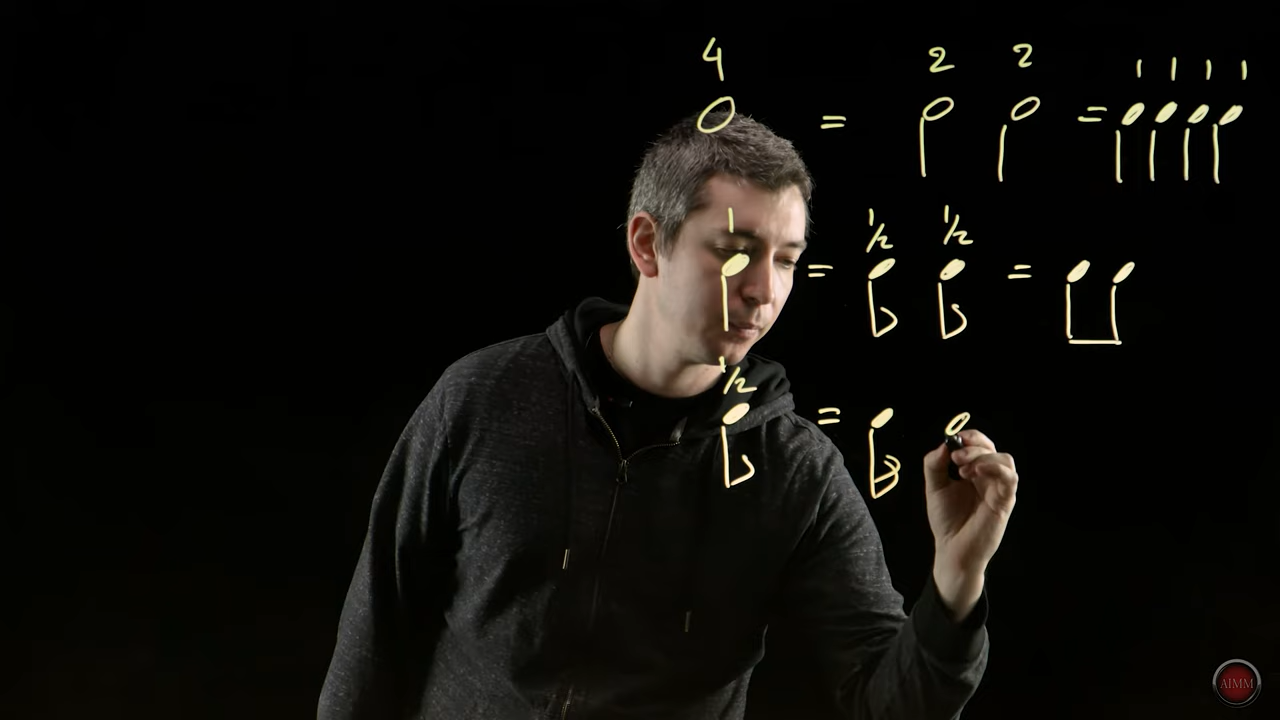 4 2 2 1 1 1 1
= =
1 1/2 1/2
= =
1/2
=
AIMM